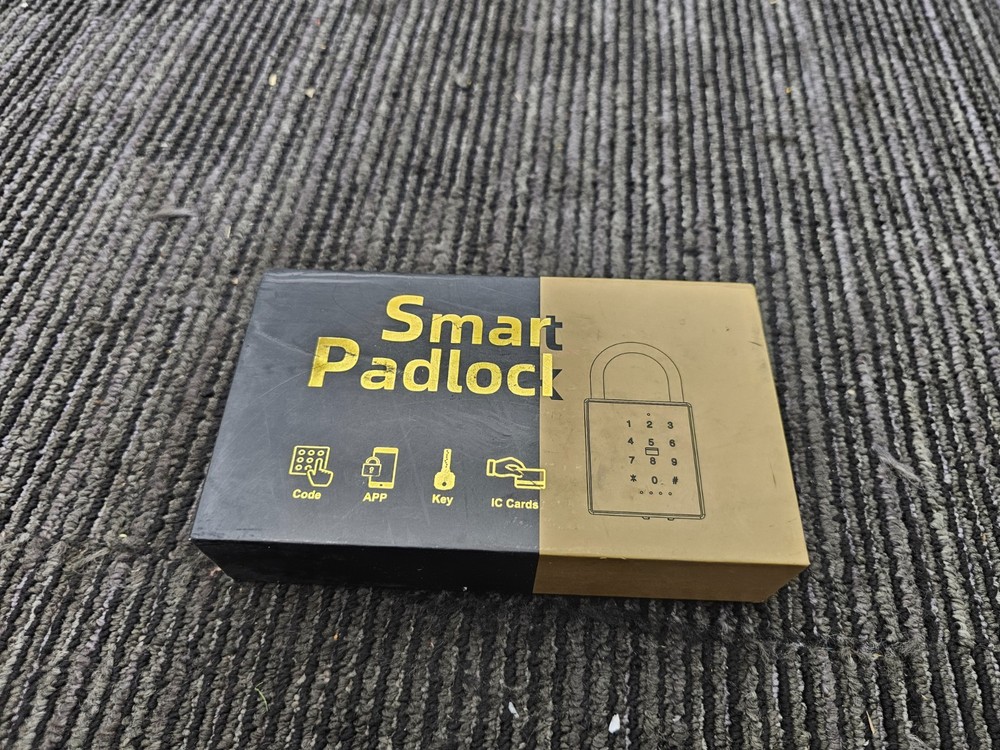 Smart
Padlock
Code APP Key IC Cards
1 2 3
4 5 6
7 8 9
* 0 #